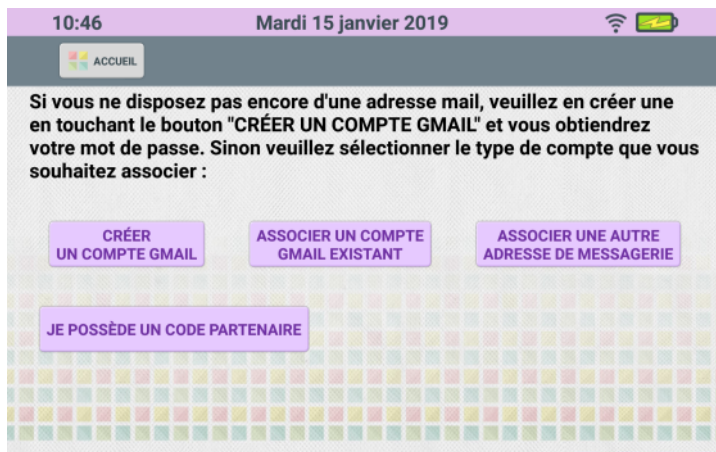 10:46 Mardi 15 janvier 2019
ACCUEIL
Si vous ne disposez pas encore d'une adresse mail, veuillez en créer une
en touchant le bouton "CRÉER UN COMPTE GMAIL" et vous obtiendrez
votre mot de passe. Sinon veuillez sélectionner le type de compte que vous
souhaitez associer :
CRÉER
UN COMPTE GMAIL
ASSOCIER UN COMPTE
GMAIL EXISTANT
ASSOCIER UNE AUTRE
ADRESSE DE MESSAGERIE
JE POSSÈDE UN CODE PARTENAIRE